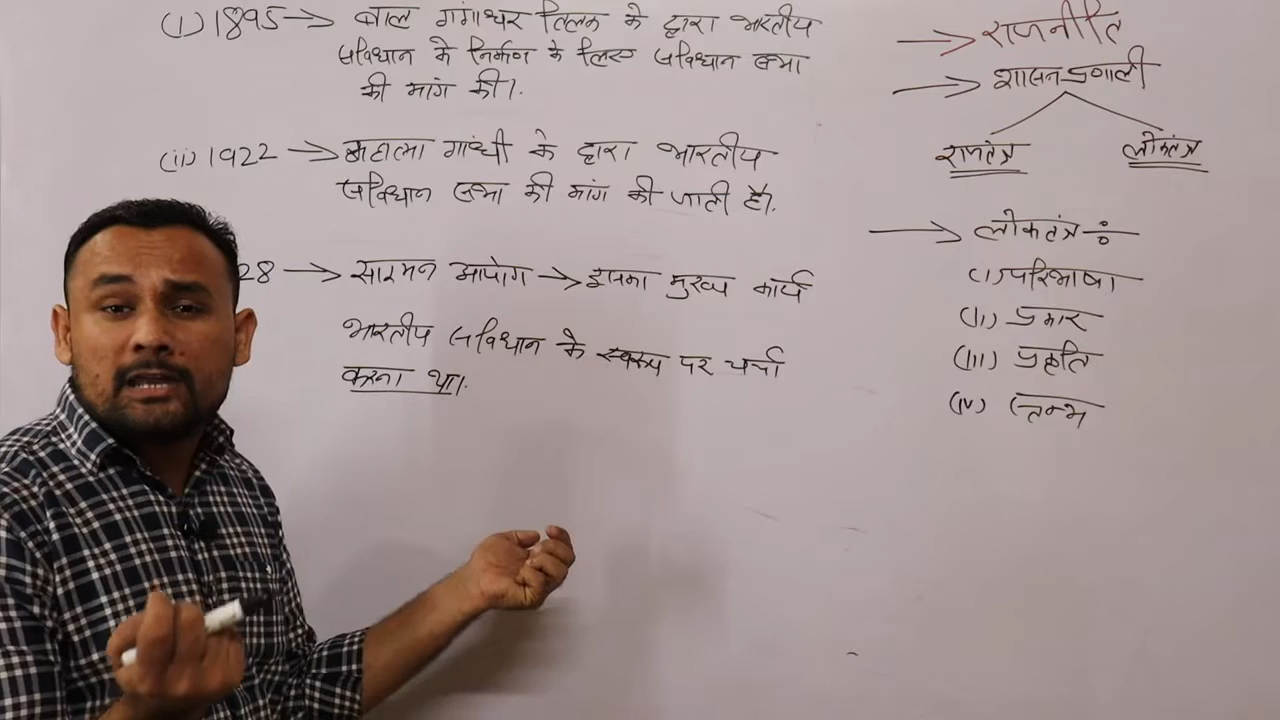 (i) 1895 → बाल गंगाधर तिलक के द्वारा भारतीय
संविधान के निर्माण के लिए संविधान सभा
की मांग की।
(ii) 1922 → महात्मा गांधी के द्वारा भारतीय
संविधान सभा की मांग की जाती है।
28 → साइमन आयोग → इसका मुख्य कार्य
भारतीय संविधान के स्वरूप पर चर्चा
करना था।
→ राजनीति
→ शासन प्रणाली
राजतंत्र लोकतंत्र
→ लोकतंत्र ÷
(i) परिभाषा
(ii) प्रकार
(iii) प्रकृति
(iv) स्तम्भ